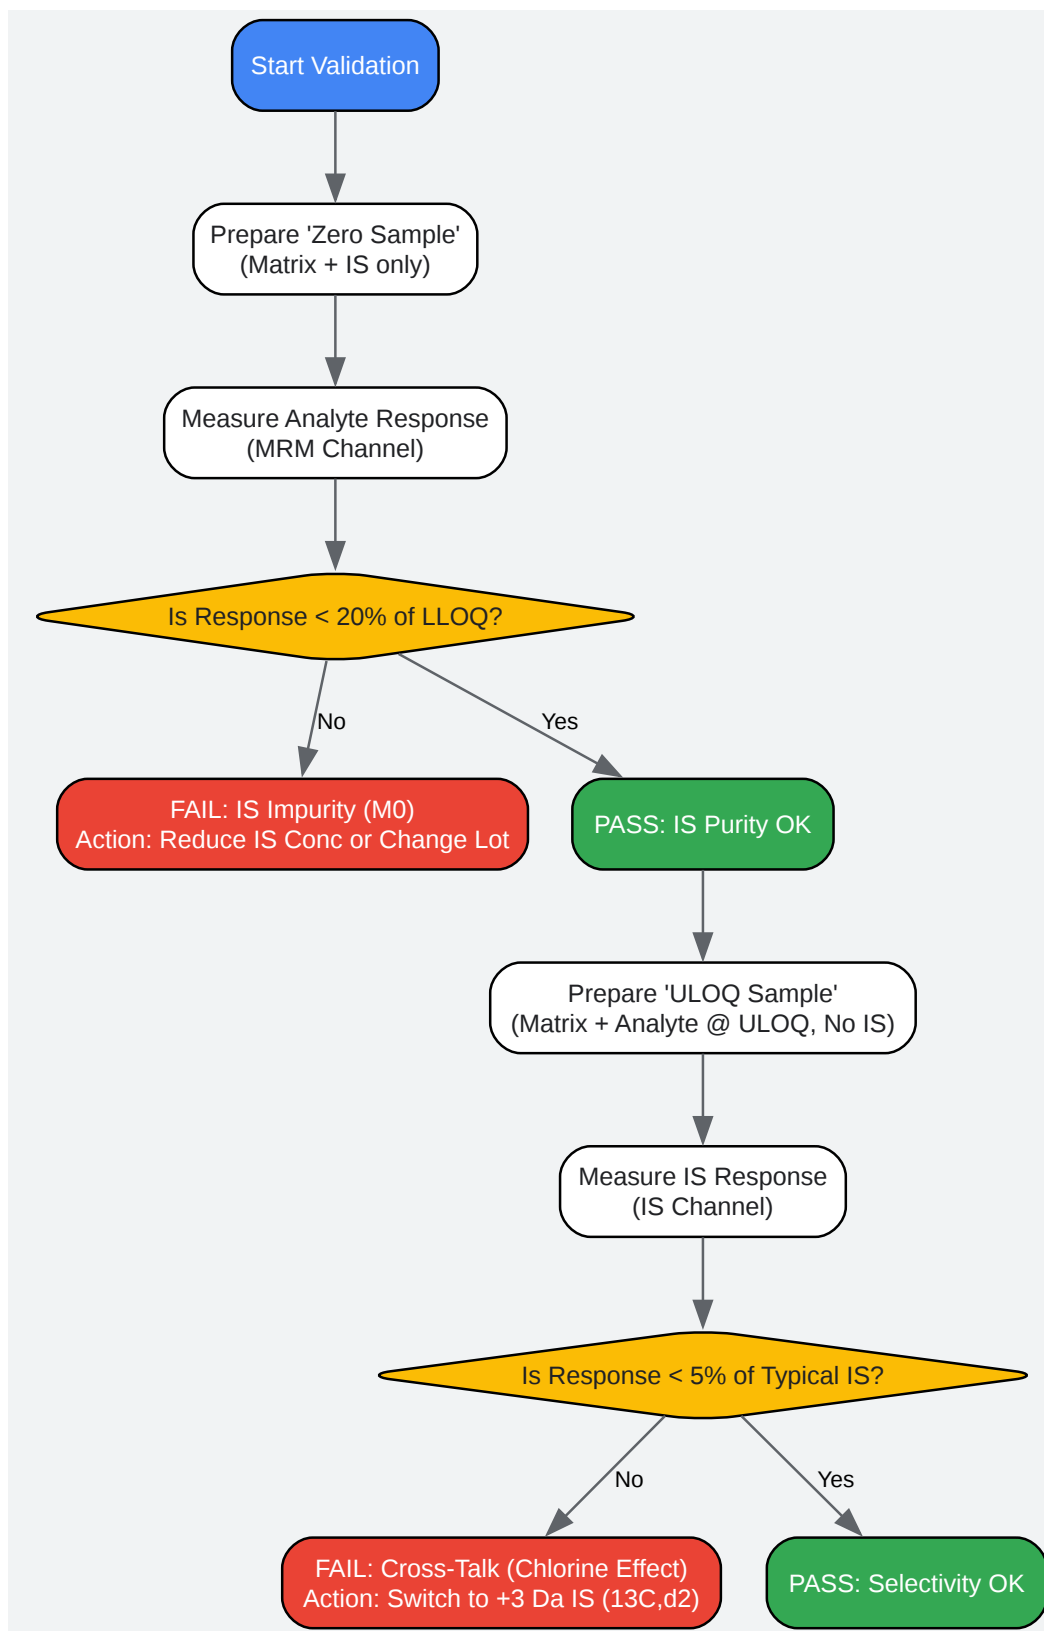 Start Validation
Prepare 'Zero Sample'
(Matrix + IS only)
Measure Analyte Response
(MRM Channel)
Is Response < 20% of LLOQ?
No
Yes
FAIL: IS Impurity (M0)
Action: Reduce IS Conc or Change Lot
PASS: IS Purity OK
Prepare 'ULOQ Sample'
(Matrix + Analyte @ ULOQ, No IS)
Measure IS Response
(IS Channel)
Is Response < 5% of Typical IS?
No
Yes
FAIL: Cross-Talk (Chlorine Effect)
Action: Switch to +3 Da IS (13C,d2)
PASS: Selectivity OK